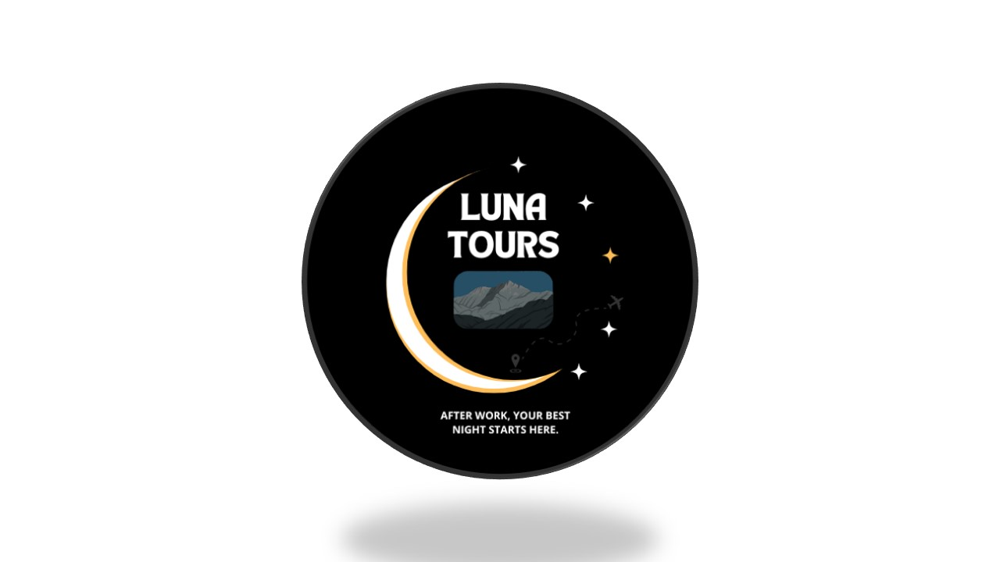 LUNA
TOURS
AFTER WORK, YOUR BEST
NIGHT STARTS HERE.